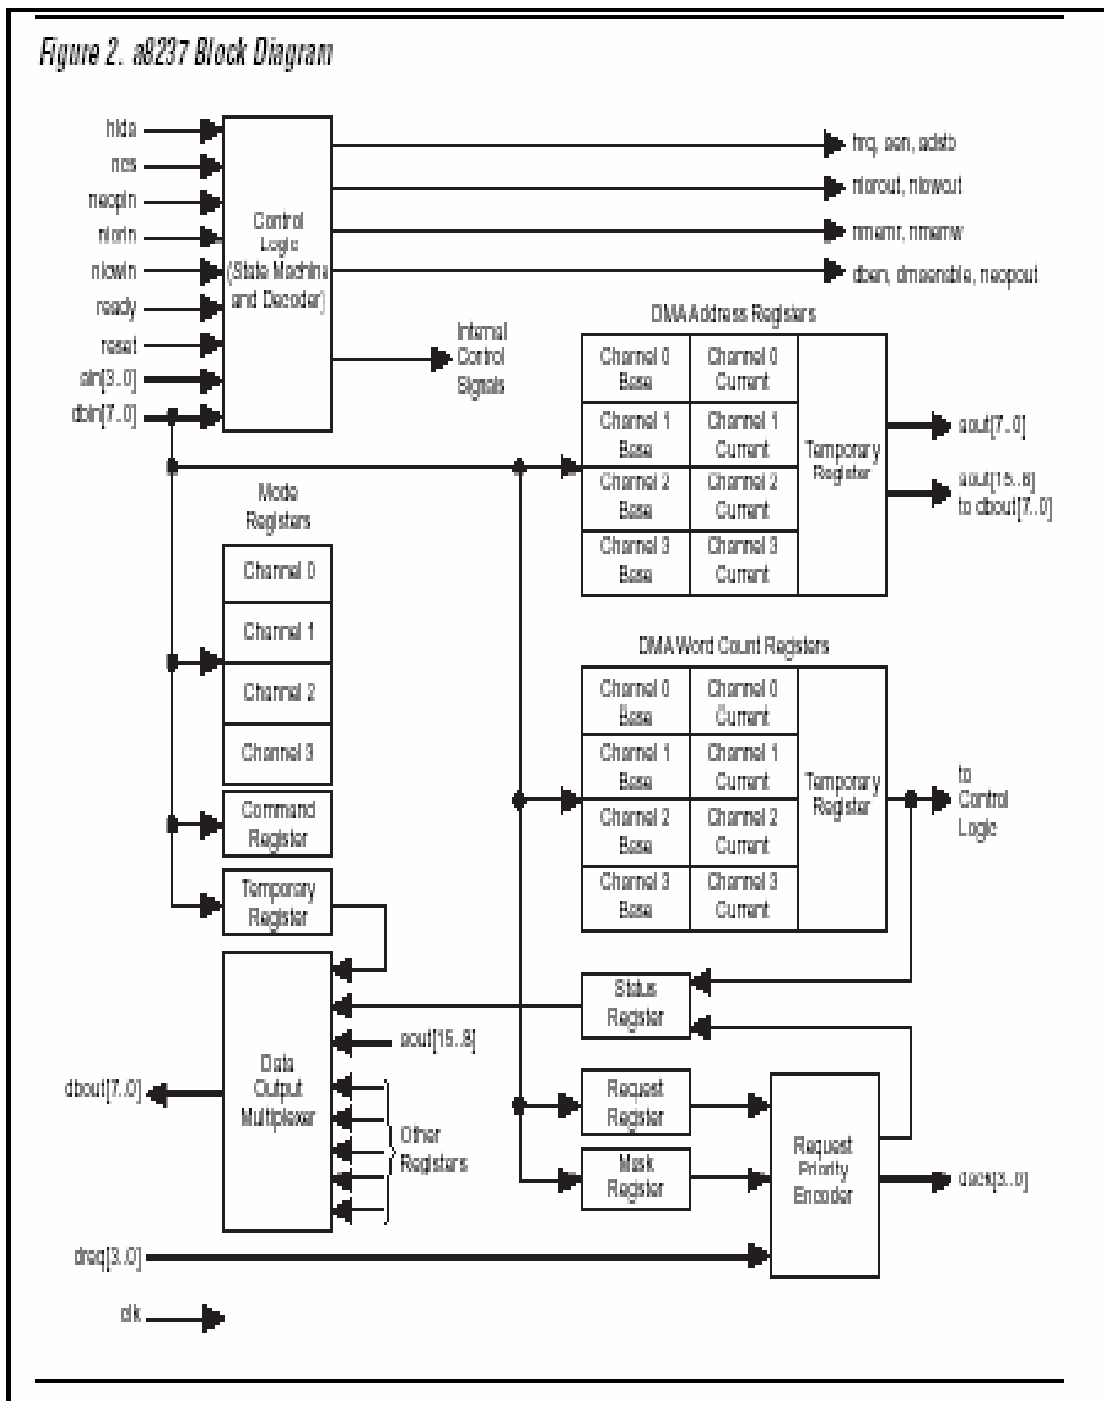 Figure 2. a8237 Block Diagram
hlda
ncs
neopin
niorin
niowin
ready
reset
ain[3..0]
dbin[7..0]
Control
Logic
(State Machine
and Decoder)
hrq, aen, adstb
niorout, niowout
nmemr, nmemw
dben, dmaenable, neopout
Internal
Control
Signals
DMA Address Registers
Channel 0
Base
Channel 0
Current
Channel 1
Base
Channel 1
Current
Channel 2
Base
Channel 2
Current
Channel 3
Base
Channel 3
Current
Temporary
Register
aout[7..0]
aout[15..8]
to dbout[7..0]
Mode
Registers
Channel 0
Channel 1
Channel 2
Channel 3
Command
Register
Temporary
Register
DMA Word Count Registers
Channel 0
Base
Channel 0
Current
Channel 1
Base
Channel 1
Current
Channel 2
Base
Channel 2
Current
Channel 3
Base
Channel 3
Current
Temporary
Register
to
Control
Logic
Status
Register
aout[15..8]
Data
Output
Multiplexer
dbout[7..0]
Other
Registers
Request
Register
Mask
Register
Request
Priority
Encoder
dack[3..0]
dreq[3..0]
clk